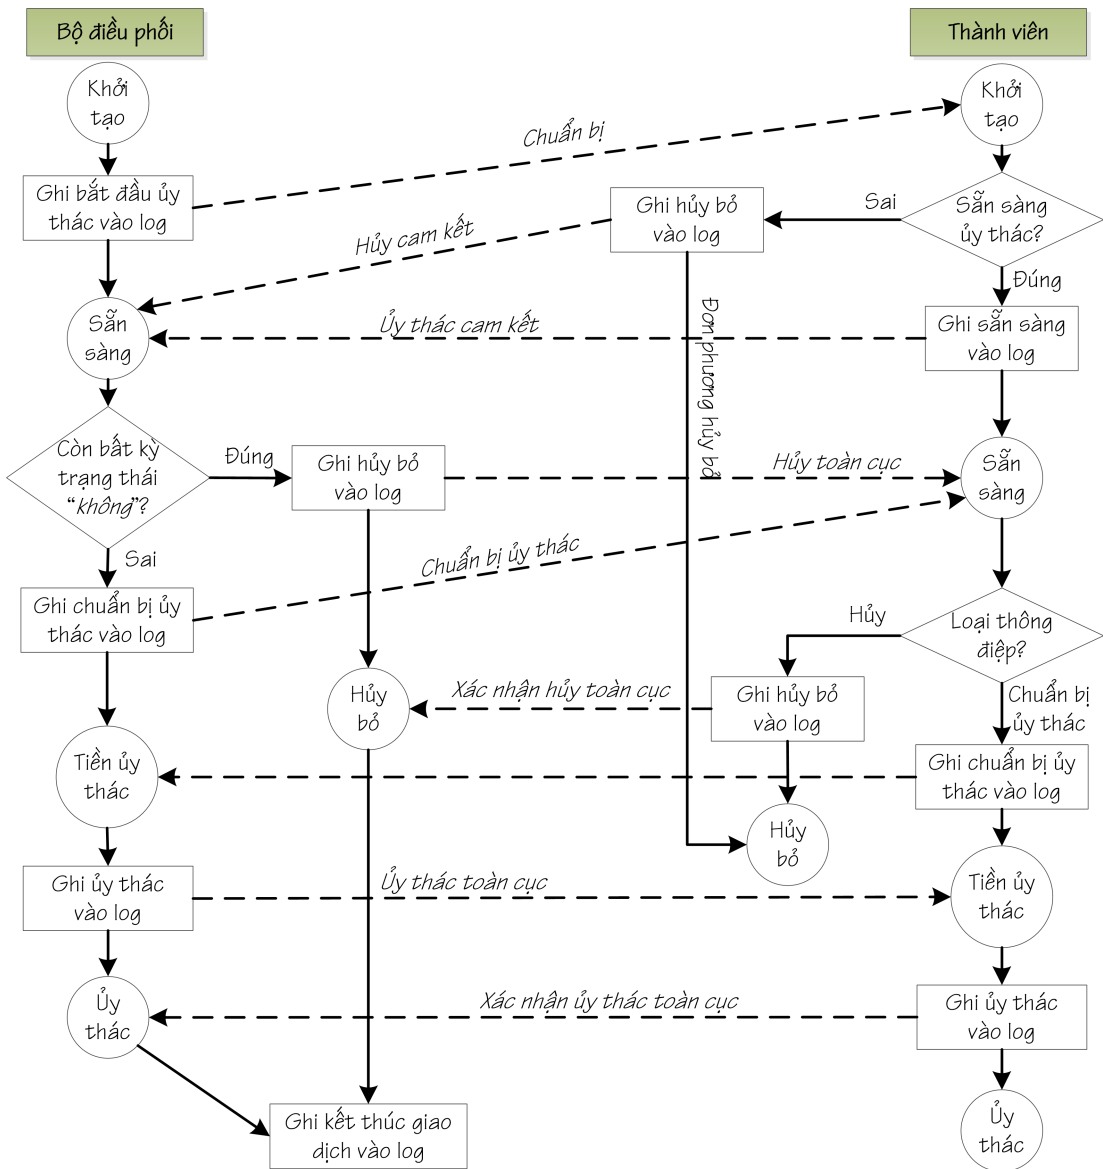 Bộ điều phối
Thành viên
Khởi
tạo
Khởi
tạo
Chuẩn bị
Ghi bắt đầu ủy
thác vào log
Ghi hủy bỏ
vào log
Sai
Sẵn sàng
ủy thác?
Hủy cam kết
Đúng
Sẵn
sàng
Ủy thác cam kết
Đơn phương hủy bỏ
Ghi sẵn sàng
vào log
Còn bất kỳ
trạng thái
“không”?
Đúng
Ghi hủy bỏ
vào log
Hủy toàn cục
Sẵn
sàng
Sai
Chuẩn bị ủy thác
Ghi chuẩn bị ủy
thác vào log
Hủy
Loại thông
điệp?
Hủy
bỏ
Xác nhận hủy toàn cục
Ghi hủy bỏ
vào log
Chuẩn bị
ủy thác
Tiền ủy
thác
Ghi chuẩn bị ủy
thác vào log
Hủy
bỏ
Ghi ủy thác
vào log
Ủy thác toàn cục
Tiền ủy
thác
Ủy
thác
Xác nhận ủy thác toàn cục
Ghi ủy thác
vào log
Ghi kết thúc giao
dịch vào log
Ủy
thác